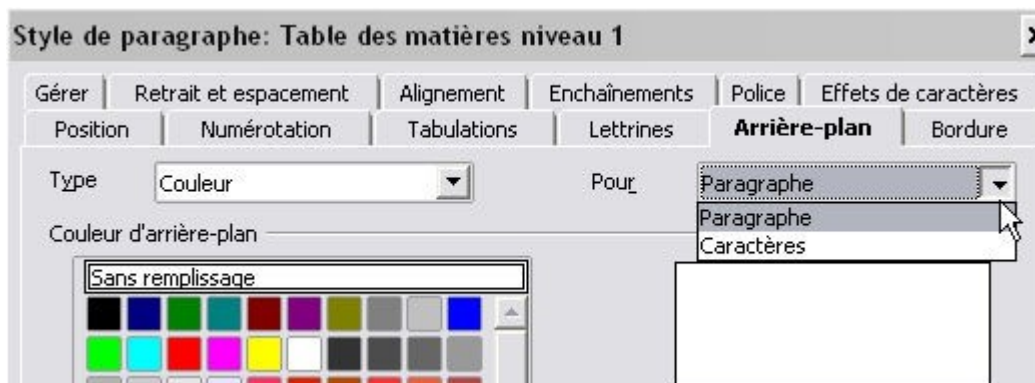 Style de paragraphe: Table des matières niveau 1
Gérer Retrait et espacement Alignement Enchaînements Police Effets de caractères
Position Numérotation Tabulations Lettrines Arrière-plan Bordure
Type Couleur Pour Paragraphe
Paragraphe
Caractères
Couleur d'arrière-plan
Sans remplissage